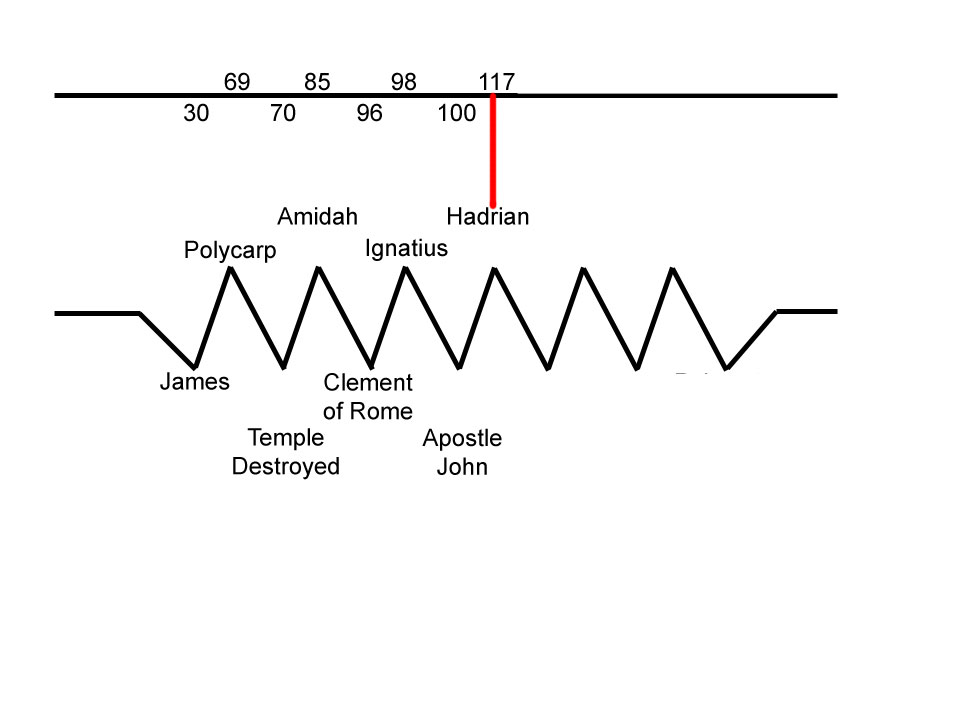 69 85 98 117
30 70 96 100
Amidah Hadrian
Polycarp Ignatius
James Clement
of Rome
Temple Apostle
Destroyed John